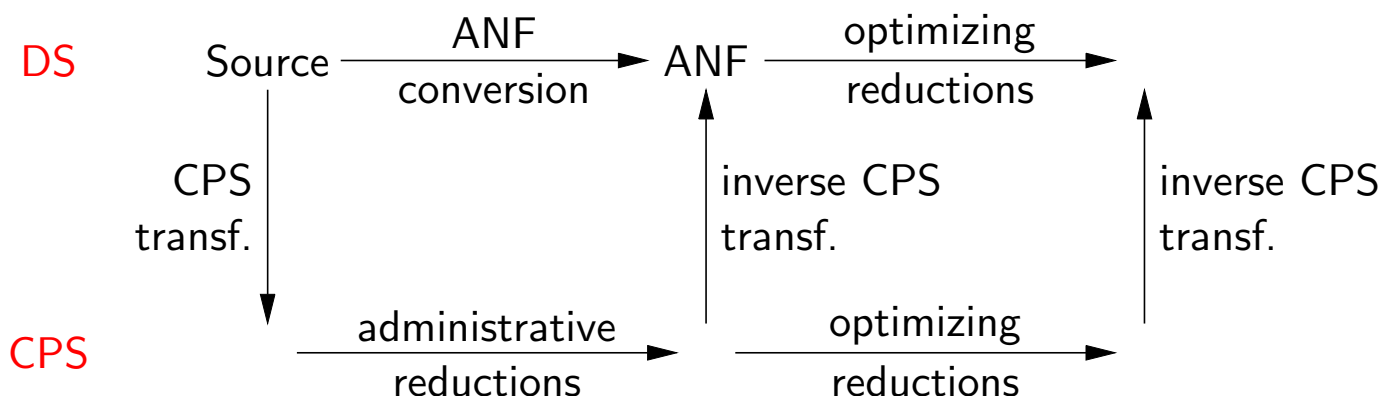 DS
Source
ANF
conversion
ANF
optimizing
reductions
CPS
transf.
inverse CPS
transf.
inverse CPS
transf.
CPS
administrative
reductions
optimizing
reductions